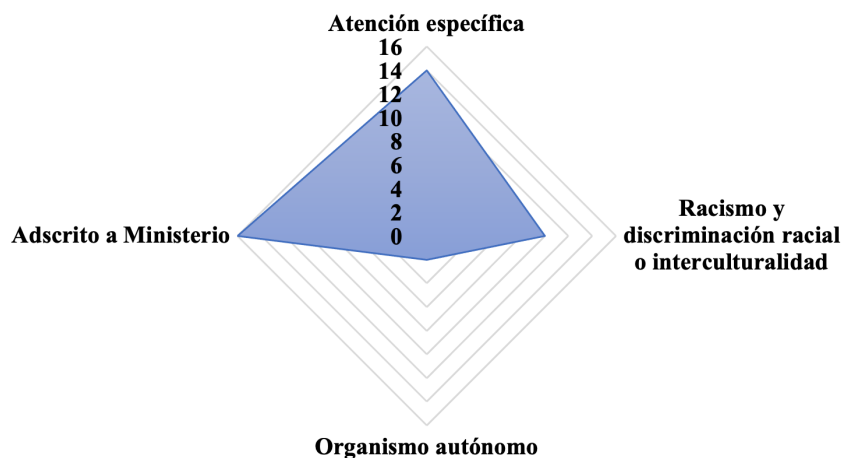 Atención específica
16
14
12
10
8
6
4
2
0
Adscrito a Ministerio
Racismo y
discriminación racial
o interculturalidad
Organismo autónomo